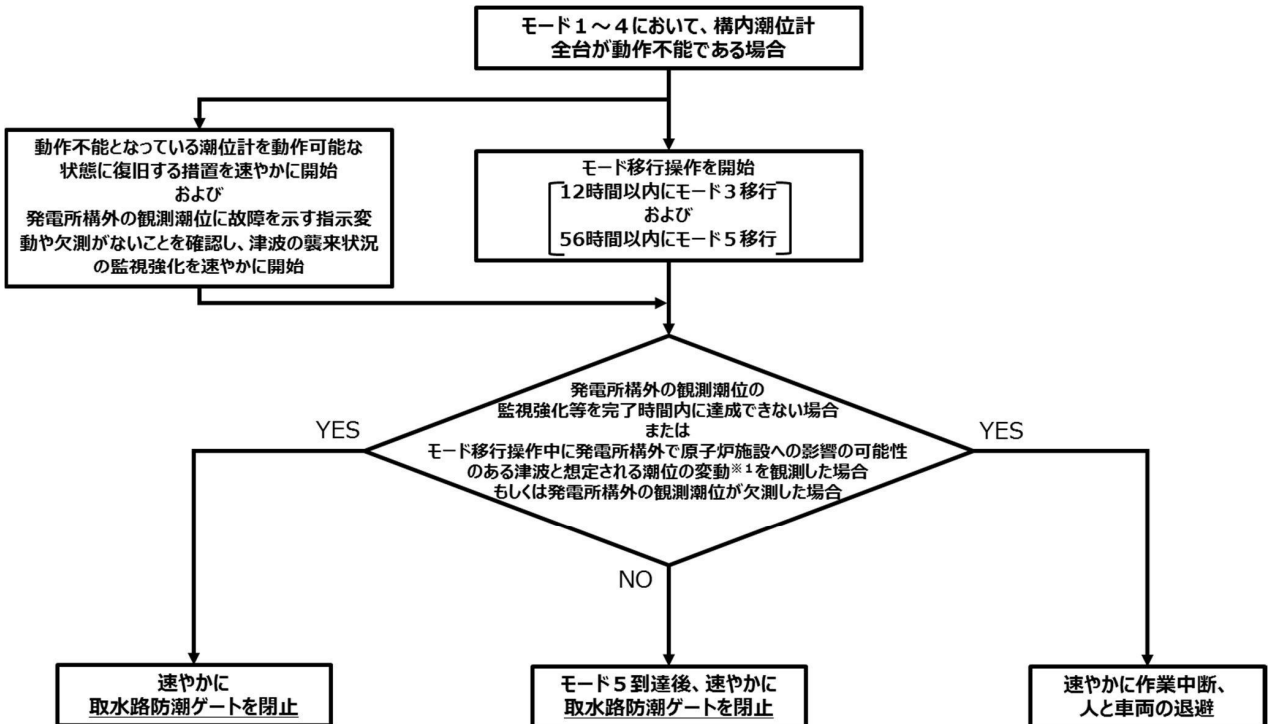 モード１～４において、構内潮位計
全台が動作不能である場合
動作不能となっている潮位計を動作可能な
状態に復旧する措置を速やかに開始
および
発電所構外の観測潮位に故障を示す指示変
動や欠測がないことを確認し、津波の襲来状況
の監視強化を速やかに開始
モード移行操作を開始
12時間以内にモード３移行
および
56時間以内にモード５移行
発電所構外の観測潮位の
監視強化等を完了時間内に達成できない場合
または
モード移行操作中に発電所構外で原子炉施設への影響の可能性
のある津波と想定される潮位の変動※1を観測した場合
もしくは発電所構外の観測潮位が欠測した場合
YES
YES
NO
速やかに
取水路防潮ゲートを閉止
モード５到達後、速やかに
取水路防潮ゲートを閉止
速やかに作業中断、
人と車両の退避